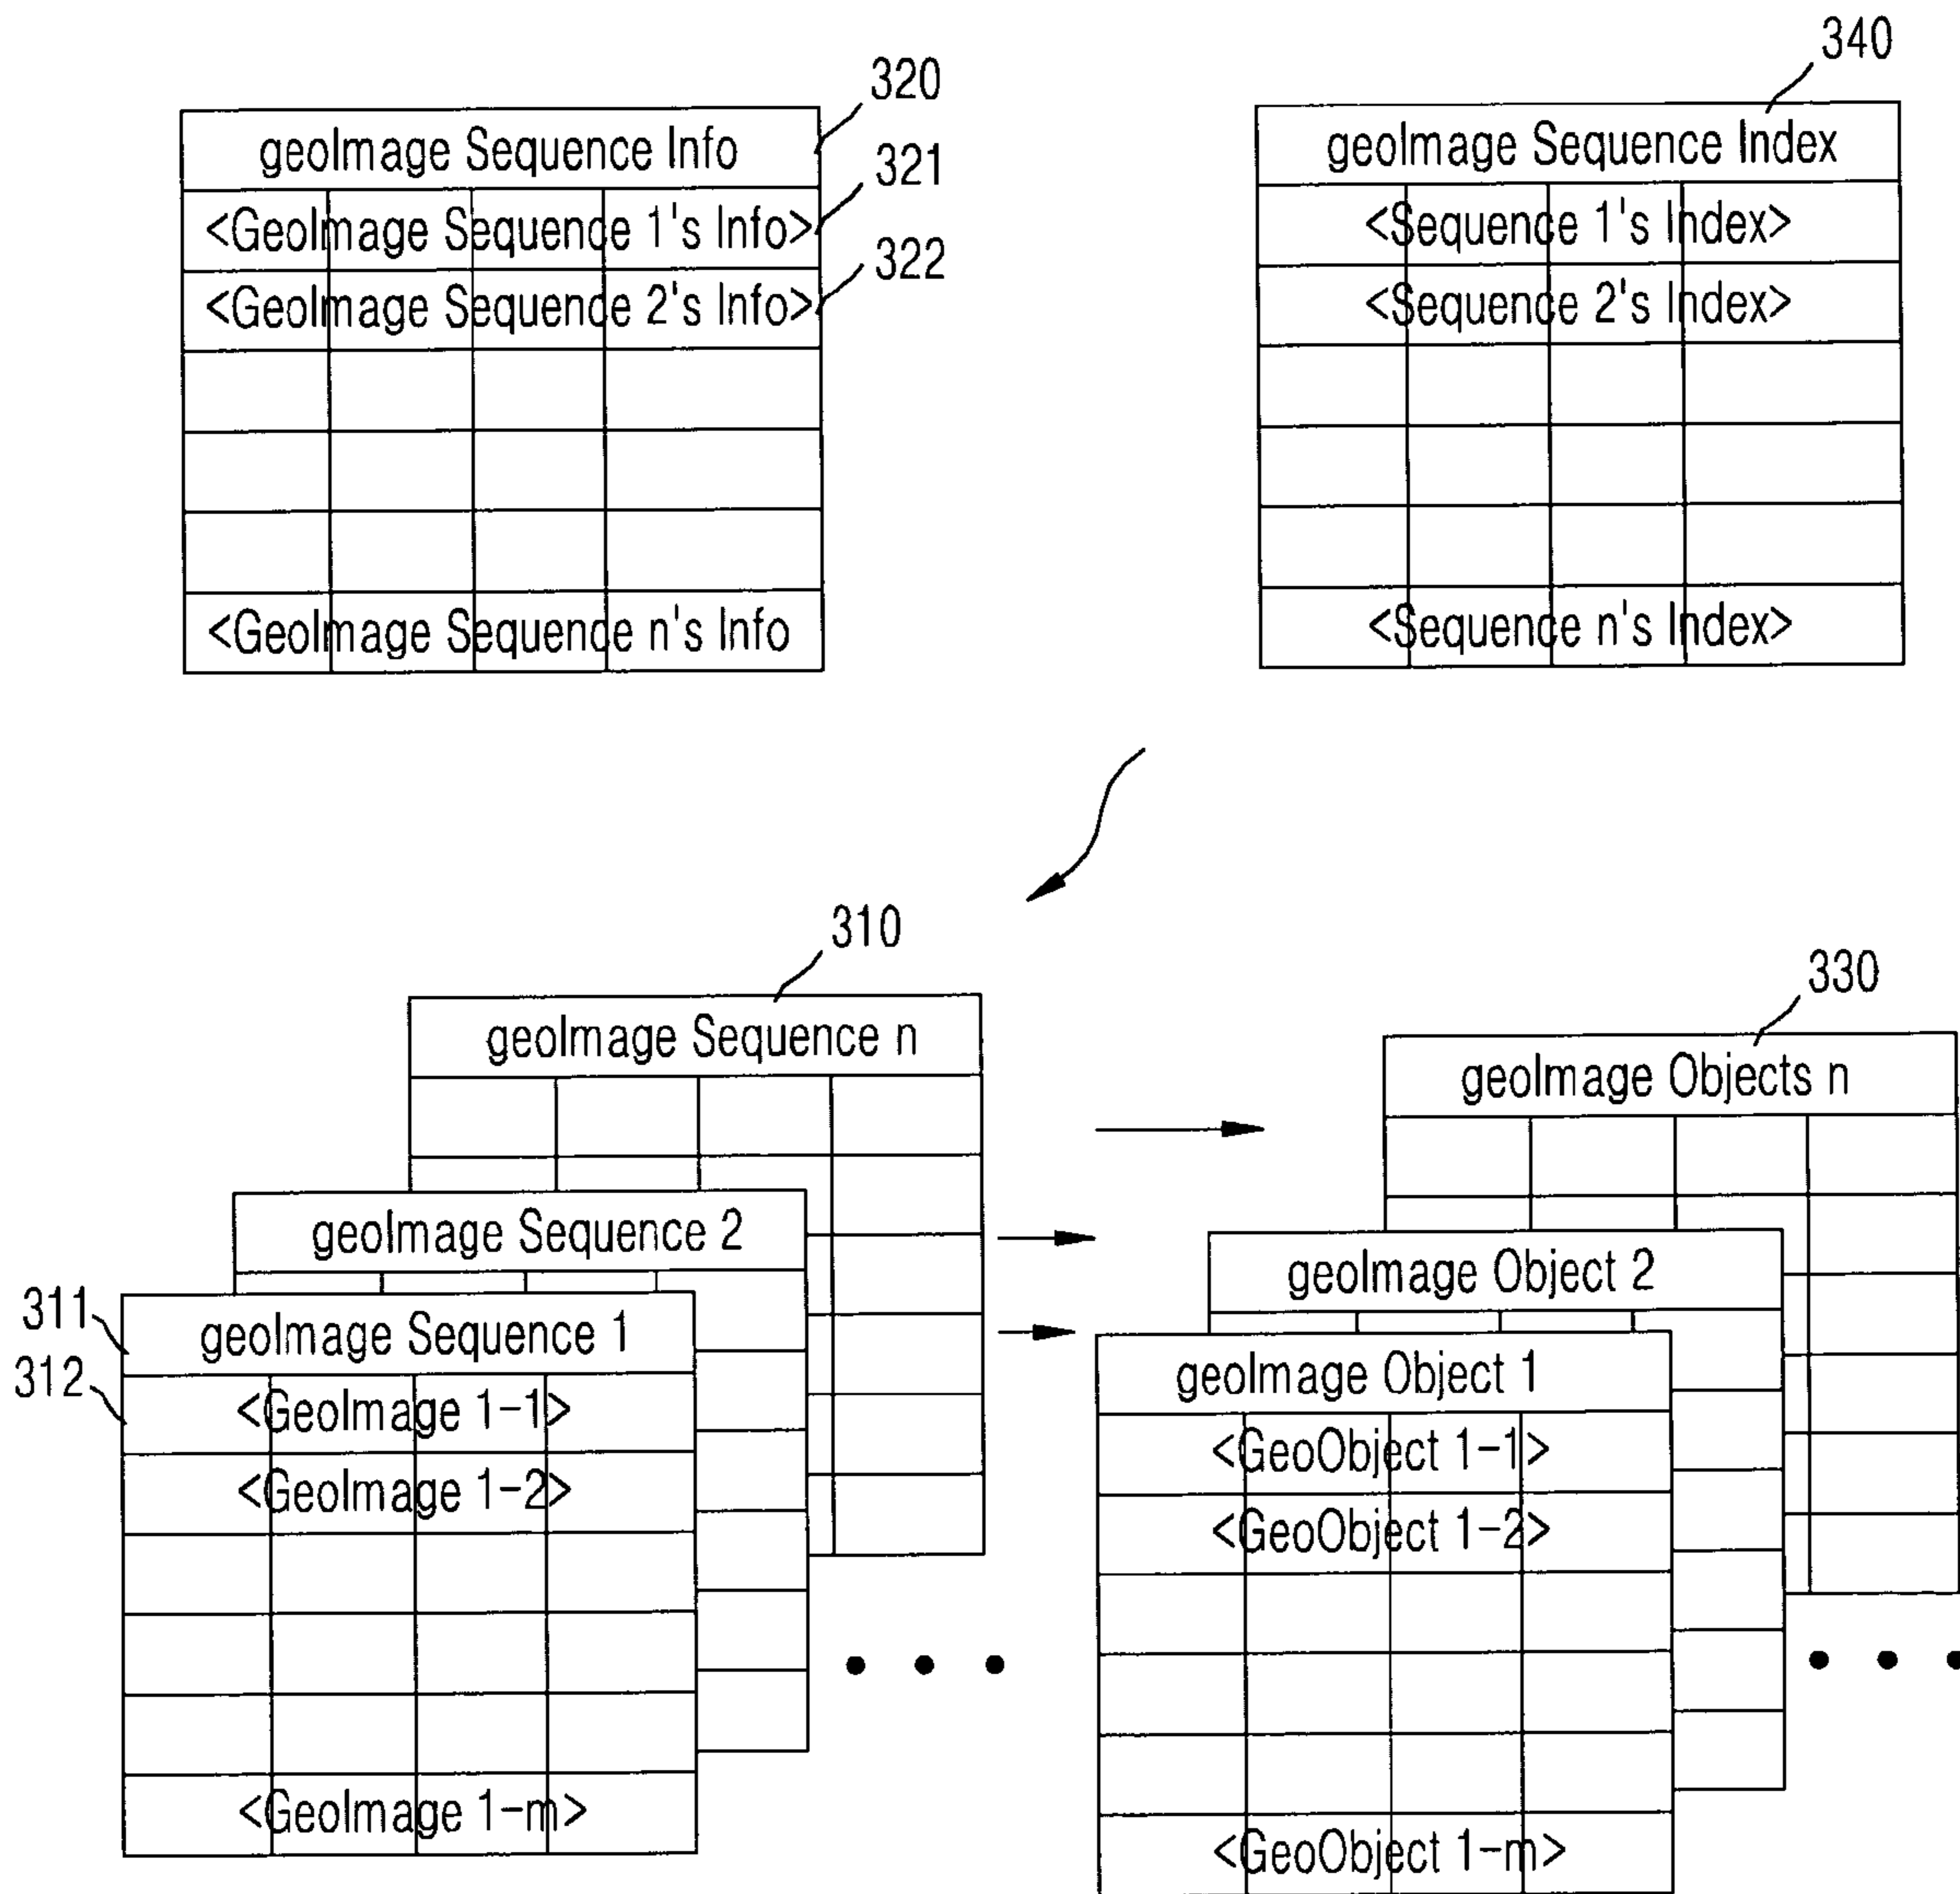 320
geoImage Sequence Info
321
<GeoImage Sequence 1's Info>
322
<GeoImage Sequence 2's Info>
<GeoImage Sequence n's Info
340
geoImage Sequence Index
<Sequence 1's Index>
<Sequence 2's Index>
<Sequence n's Index>
310
geoImage Sequence n
geoImage Sequence 2
311
geoImage Sequence 1
312
<GeoImage 1-1>
<GeoImage 1-2>
<GeoImage 1-m>
330
geoImage Objects n
geoImage Object 2
geoImage Object 1
<GeoObject 1-1>
<GeoObject 1-2>
<GeoObject 1-m>